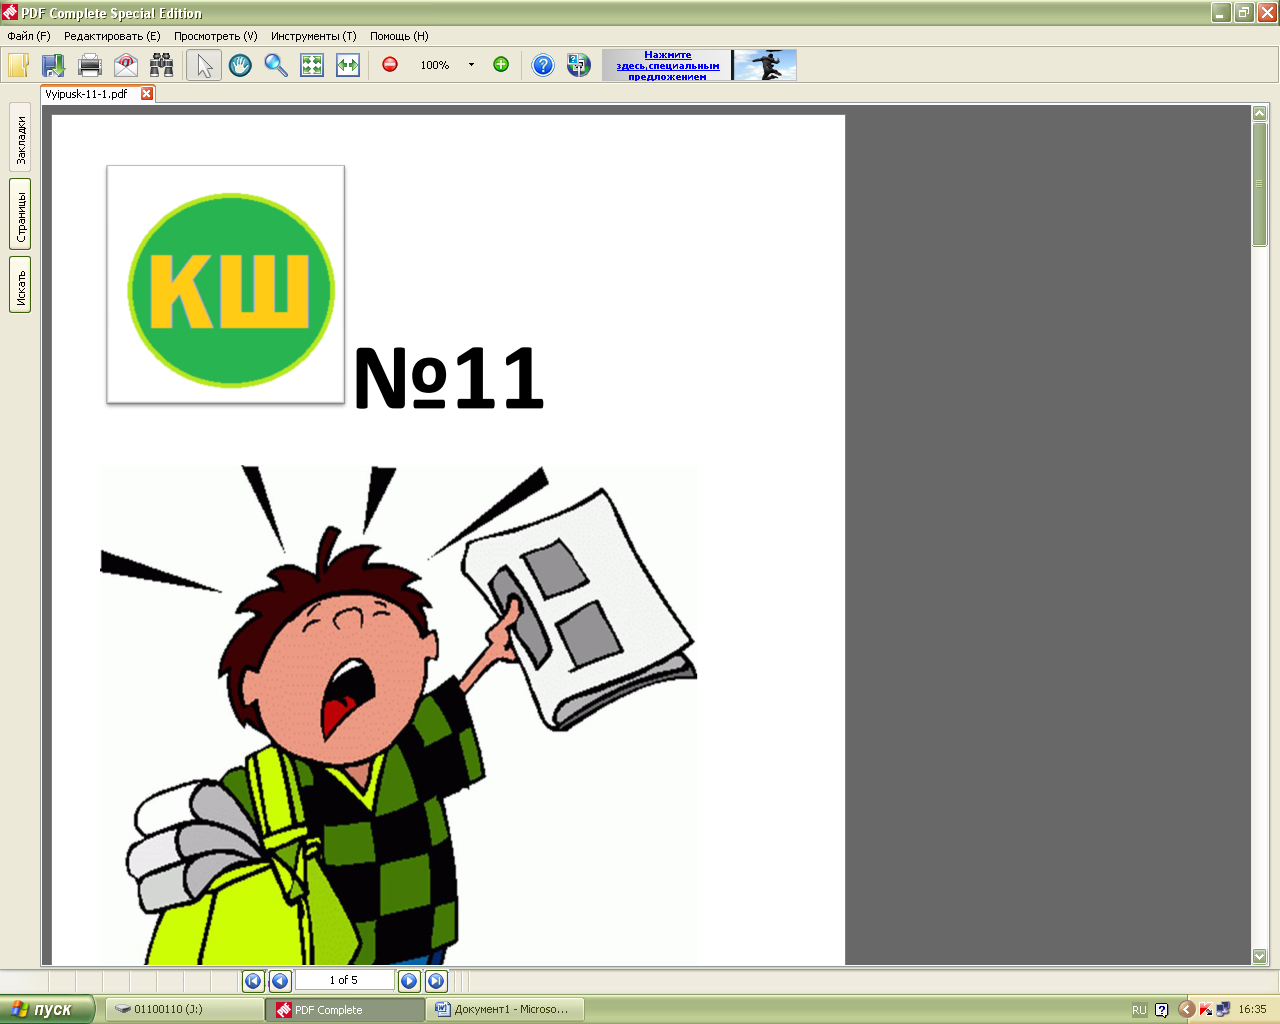 PDF Complete Special Edition
Файл (F) Редактировать (E) Просмотреть (V) Инструменты (T) Помощь (H)
100%
Нажмите
здесь,специальным
предложением
Vyipusk-11-1.pdf
Закладки
Страницы
Искать
КШ
№11
1 of 5
пуск
01100110 (J:)
PDF Complete
Документ1 - Microso...
RU
16:35